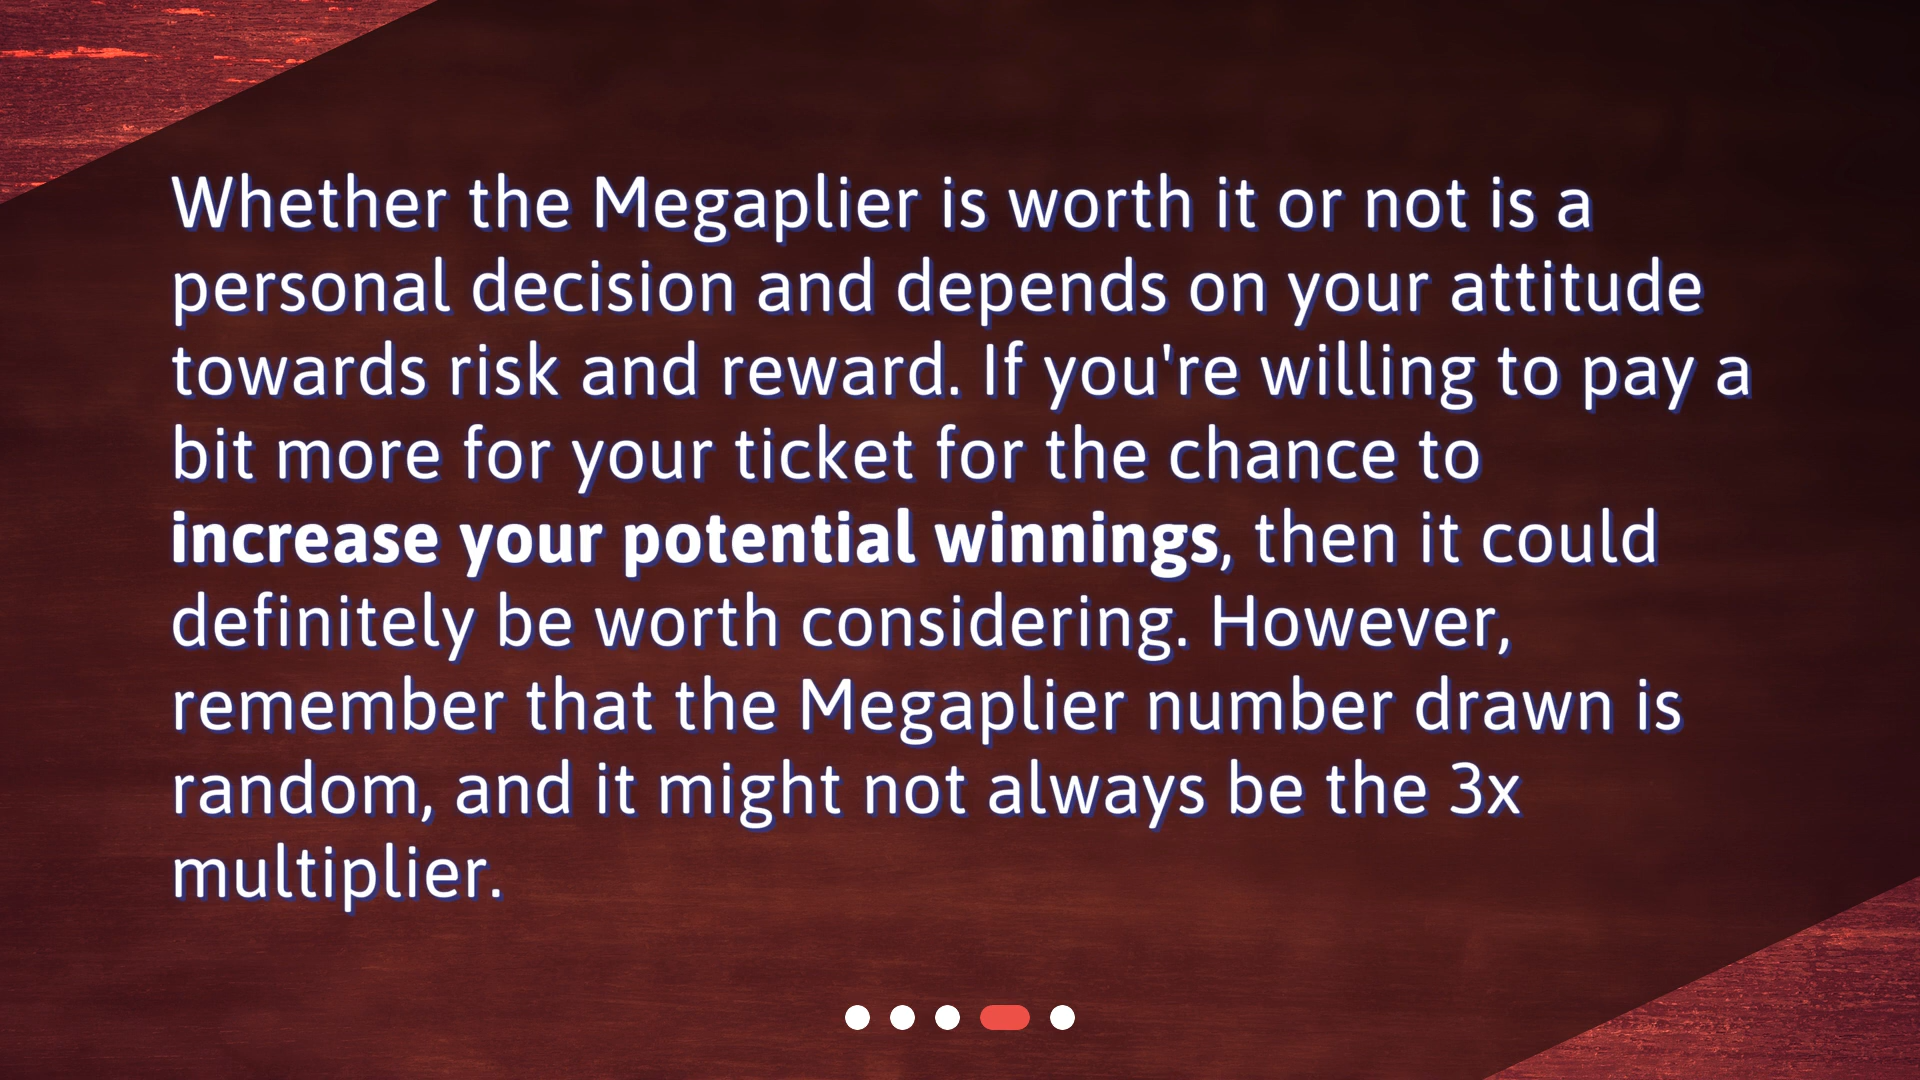 Whether the Megaplier is worth it or not is a
personal decision and depends on your attitude
towards risk and reward. If you're willing to pay a
bit more for your ticket for the chance to
increase your potential winnings, then it could
definitely be worth considering. However,
remember that the Megaplier number drawn is
random, and it might not always be the 3x
multiplier.